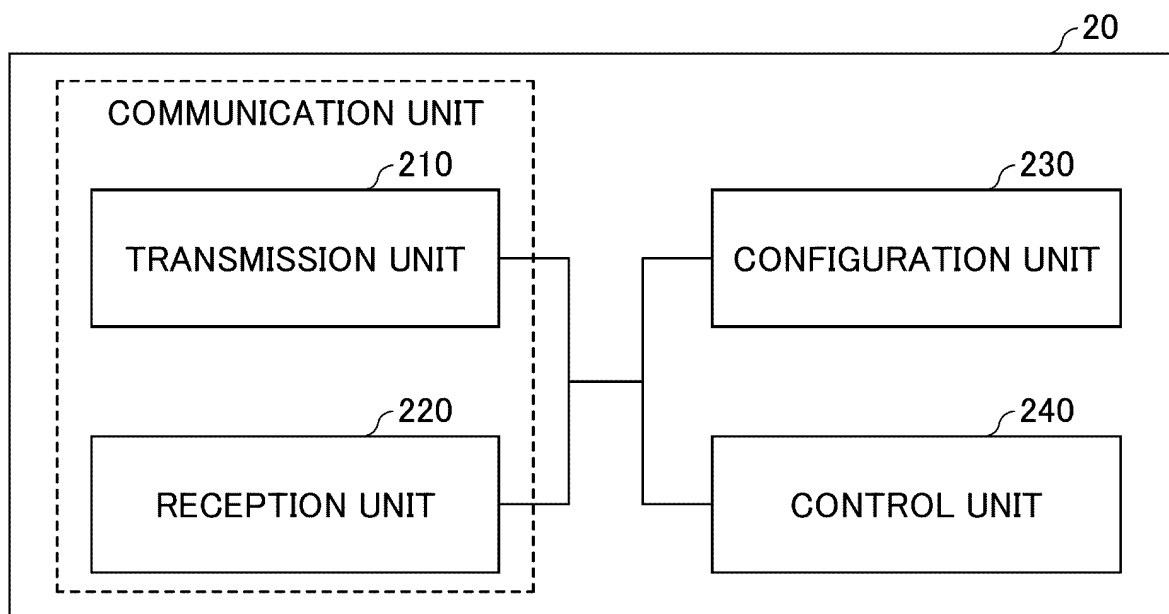 20
COMMUNICATION UNIT
210
230
TRANSMISSION UNIT
CONFIGURATION UNIT
220
240
RECEPTION UNIT
CONTROL UNIT